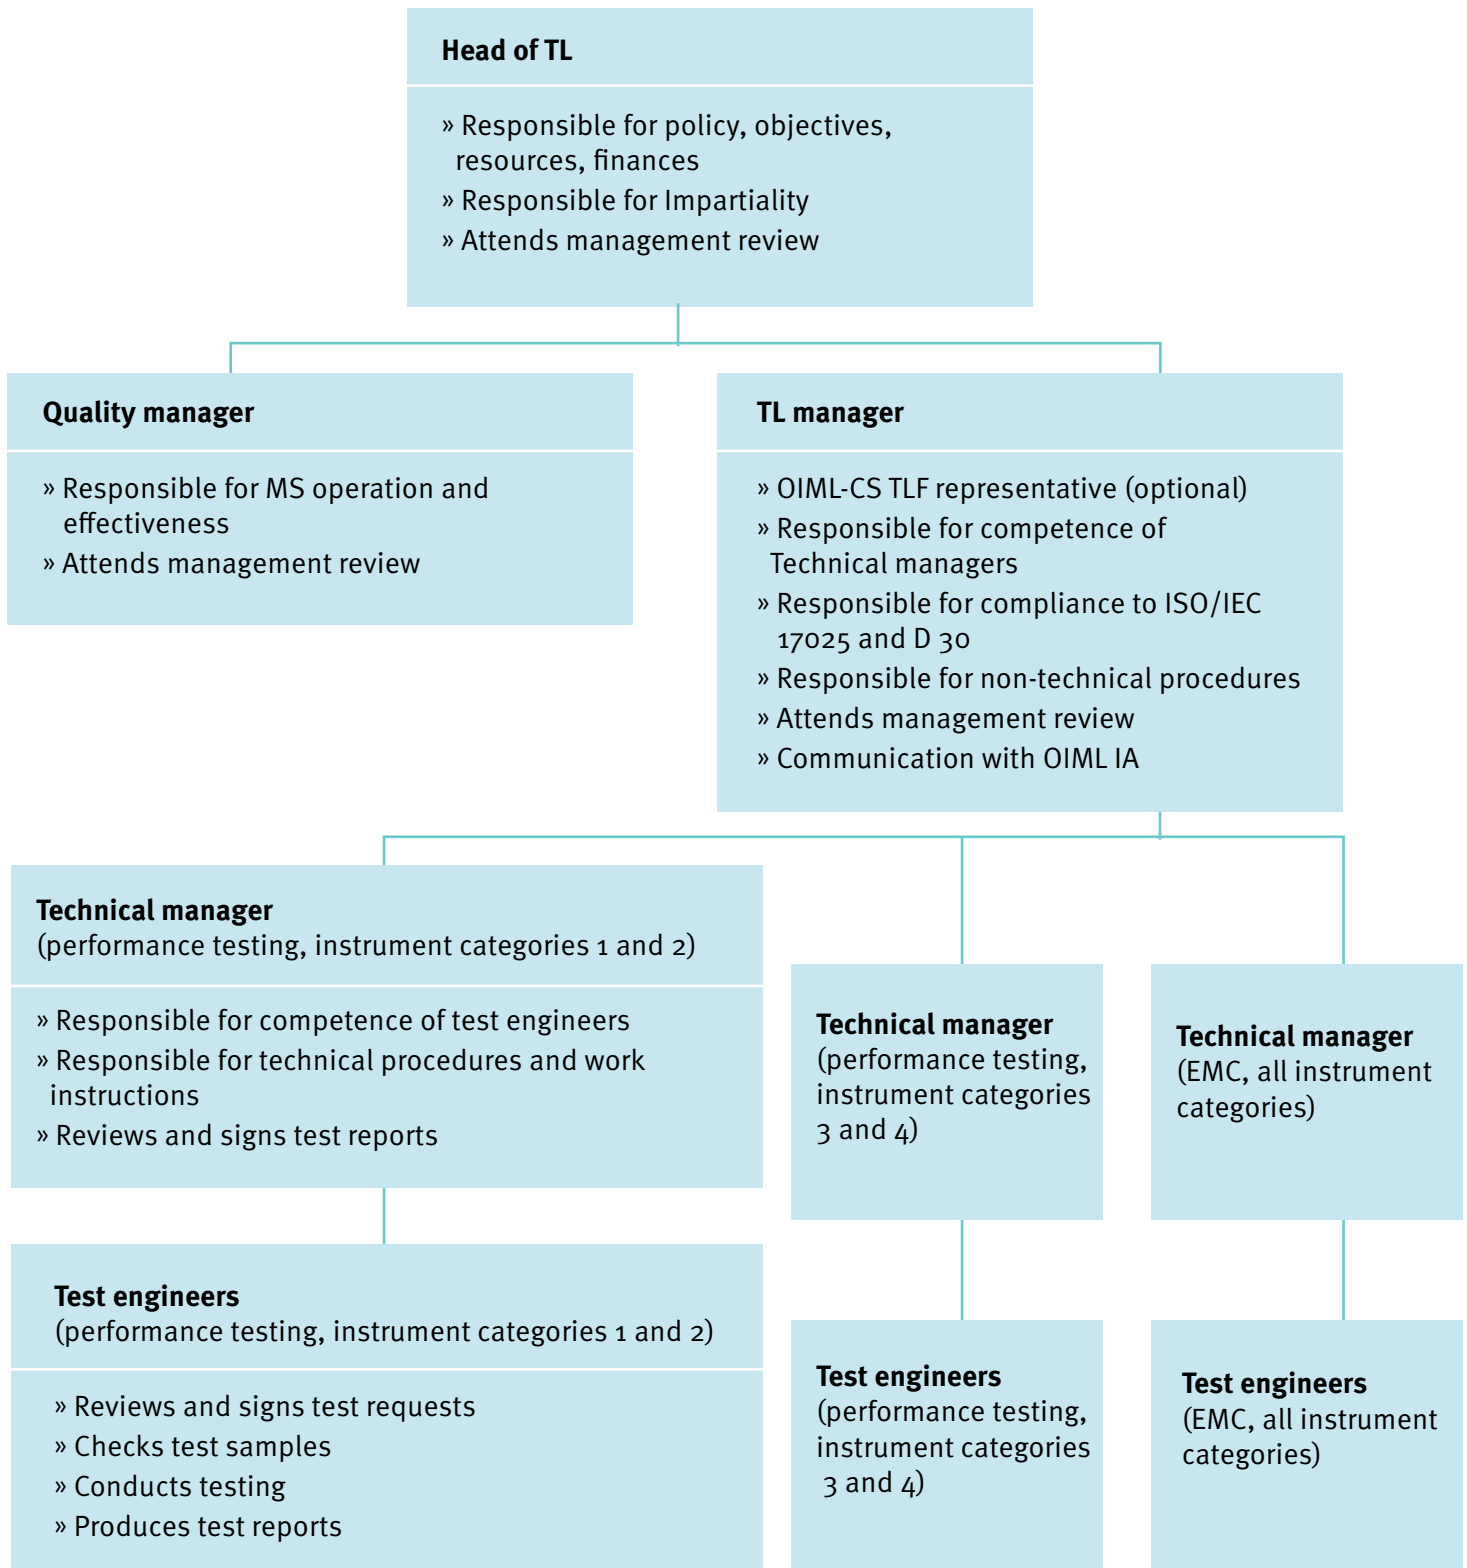 Head of TL
» Responsible for policy, objectives,
resources, finances
» Responsible for Impartiality
» Attends management review
Quality manager
» Responsible for MS operation and
effectiveness
» Attends management review
TL manager
» OIML-CS TLF representative (optional)
» Responsible for competence of
Technical managers
» Responsible for compliance to ISO/IEC
17025 and D 30
» Responsible for non-technical procedures
» Attends management review
» Communication with OIML IA
Technical manager
(performance testing, instrument categories 1 and 2)
» Responsible for competence of test engineers
» Responsible for technical procedures and work
instructions
» Reviews and signs test reports
Technical manager
(performance testing,
instrument categories
3 and 4)
Technical manager
(EMC, all instrument
categories)
Test engineers
(performance testing, instrument categories 1 and 2)
» Reviews and signs test requests
» Checks test samples
» Conducts testing
» Produces test reports
Test engineers
(performance testing,
instrument categories
3 and 4)
Test engineers
(EMC, all instrument
categories)